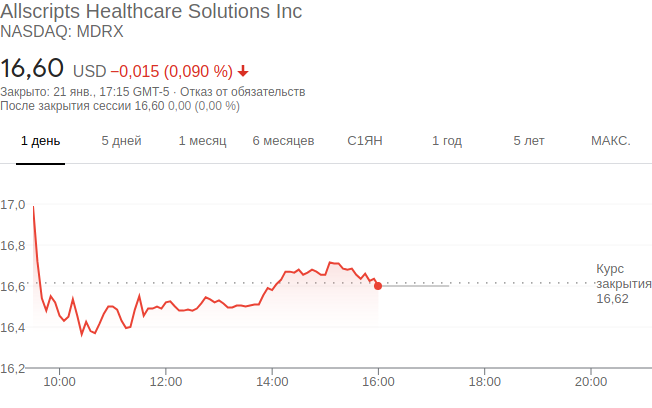 Allscripts Healthcare Solutions Inc
NASDAQ: MDRX
16,60 USD −0,015 (0,090 %)
Закрыто: 21 янв., 17:15 GMT-5 · Отказ от обязательств
После закрытия сессии 16,60 0,00 (0,00 %)
1 день 5 дней 1 месяц 6 месяцев С1ЯН 1 год 5 лет МАКС.
17,0
16,8
Курс
16,6 закрытия
16,62
16,4
16,2
10:00 12:00 14:00 16:00 18:00 20:00